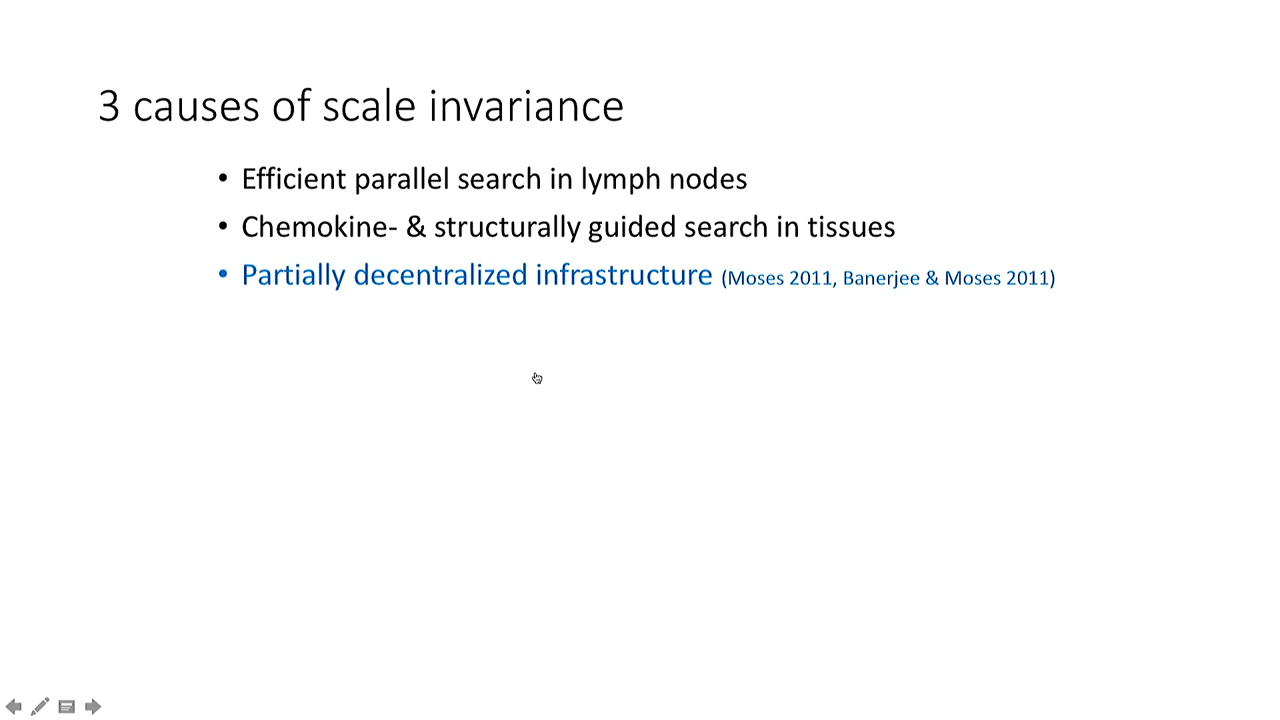 3 causes of scale invariance
• Efficient parallel search in lymph nodes
• Chemokine- & structurally guided search in tissues
• Partially decentralized infrastructure (Moses 2011, Banerjee & Moses 2011)